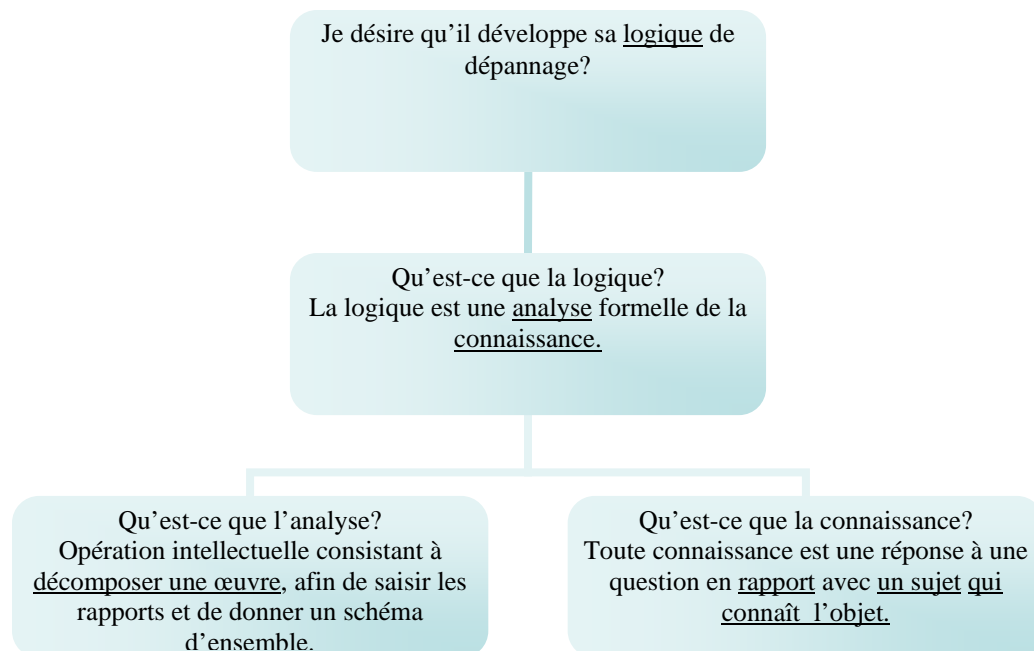 Je désire qu'il développe sa logique de
dépannage?
Qu'est-ce que la logique?
La logique est une analyse formelle de la
connaissance.
Qu'est-ce que l'analyse?
Opération intellectuelle consistant à
décomposer une œuvre, afin de saisir les
rapports et de donner un schéma
d'ensemble.
Qu'est-ce que la connaissance?
Toute connaissance est une réponse à une
question en rapport avec un sujet qui
connaît l'objet.